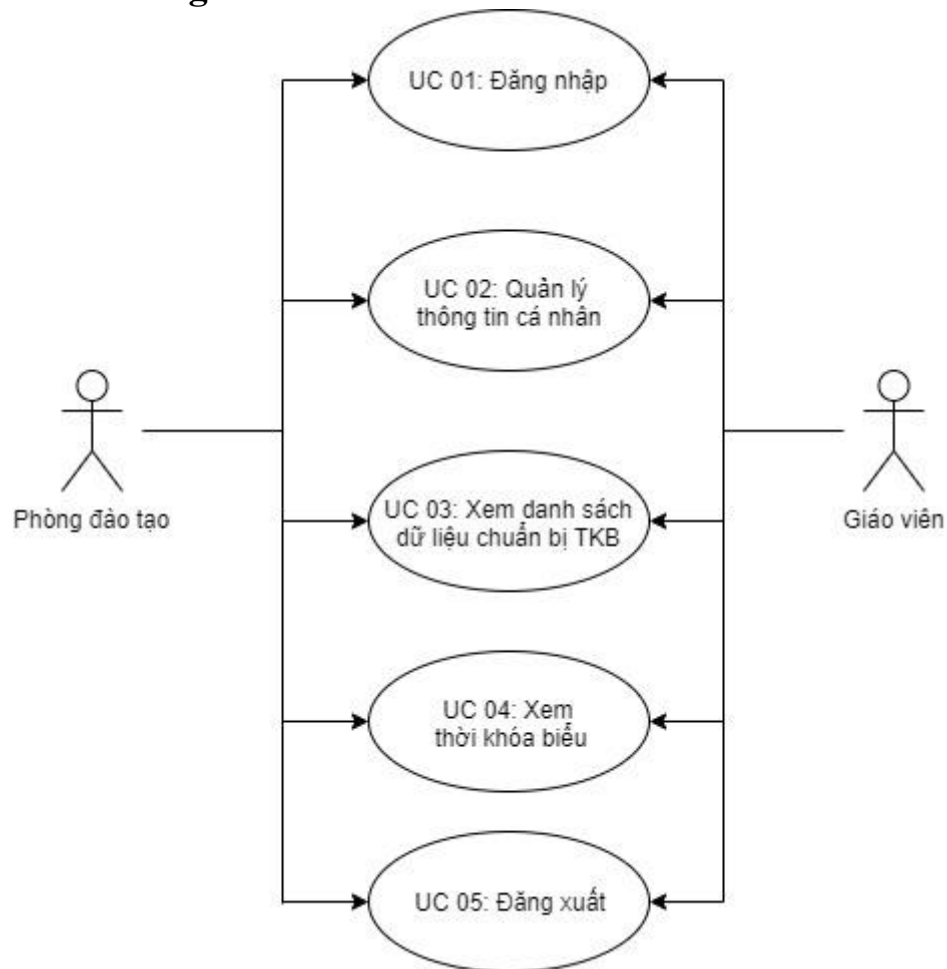 UC 01: Đăng nhập
UC 02: Quản lý
thông tin cá nhân
Phòng đào tạo
UC 03: Xem danh sách
dữ liệu chuẩn bị TKB
Giáo viên
UC 04: Xem
thời khóa biểu
UC 05: Đăng xuất